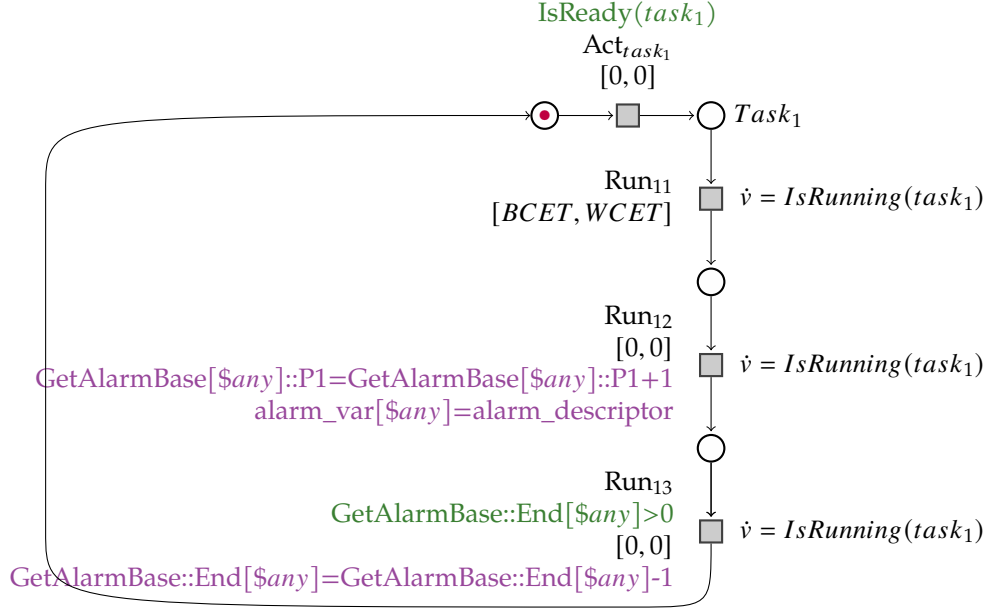 IsReady(task₁)
Act_task₁
[0, 0]
Task₁
Run₁₁
[BCET, WCET]
v̇ = IsRunning(task₁)
Run₁₂
[0, 0]
GetAlarmBase[$any]::P1=GetAlarmBase[$any]::P1+1
alarm_var[$any]=alarm_descriptor
v̇ = IsRunning(task₁)
Run₁₃
GetAlarmBase::End[$any]>0
[0, 0]
GetAlarmBase::End[$any]=GetAlarmBase::End[$any]-1
v̇ = IsRunning(task₁)